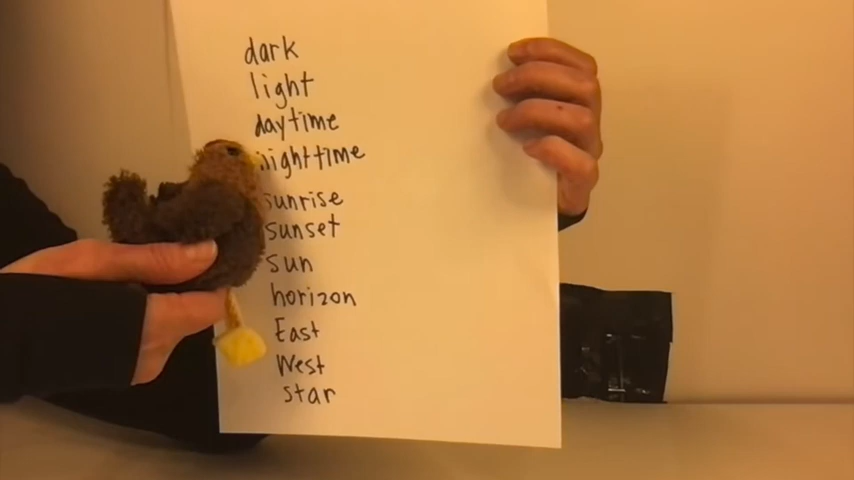 dark
light
daytime
nighttime
sunrise
sunset
sun
horizon
East
West
star